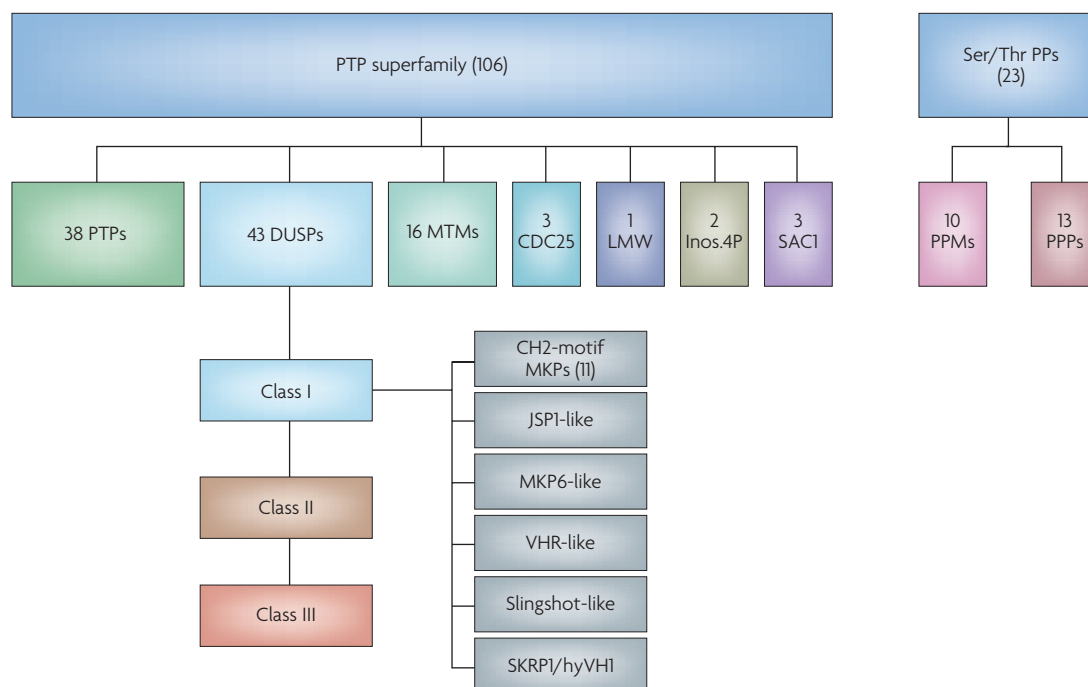 PTP superfamily (106)
Ser/Thr PPs
(23)
38 PTPs
43 DUSPs
16 MTMs
3
CDC25
1
LMW
2
Inos.4P
3
SAC1
10
PPMs
13
PPPs
Class I
Class II
Class III
CH2-motif
MKPs (11)
JSP1-like
MKP6-like
VHR-like
Slingshot-like
SKRP1/hyVH1